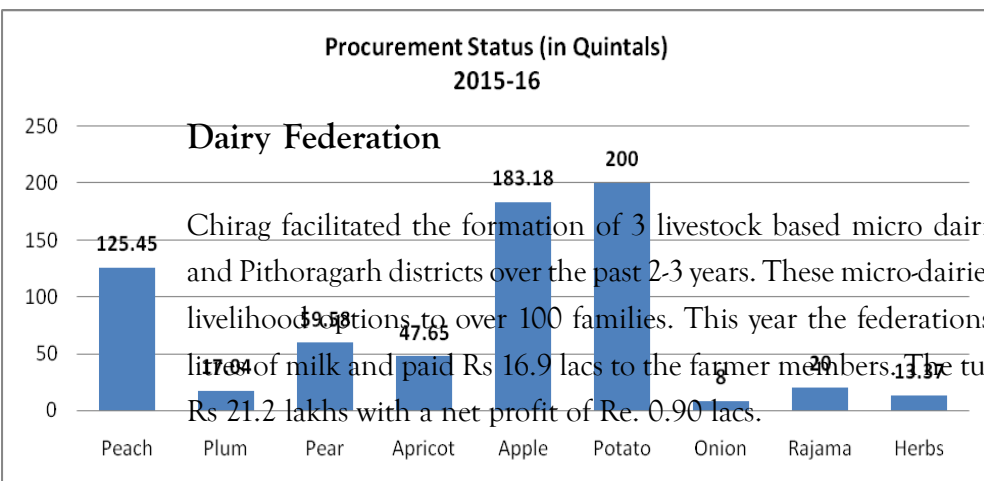 Procurement Status (in Quintals)
2015-16
250
200
150
100
50
0
125.45
17.04
59.58
47.65
183.18
200
8
20
13.37
Peach Plum Pear Apricot Apple Potato Onion Rajama Herbs
Dairy Federation
Chirag facilitated the formation of 3 livestock based micro dair
and Pithoragarh districts over the past 2-3 years. These micro-dairie
livelihood options to over 100 families. This year the federations
litres of milk and paid Rs 16.9 lacs to the farmer members. The tu
Rs 21.2 lakhs with a net profit of Re. 0.90 lacs.